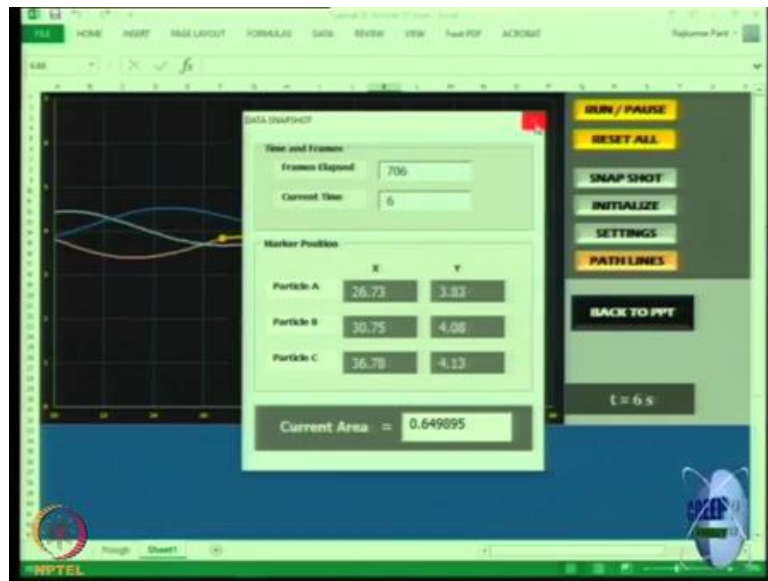 FILE HOME INSERT PAGE LAYOUT FORMULAS DATA REVIEW VIEW Foxit PDF ACROBAT
fx
DATA SNAPSHOT
Time and Frames
Frames Elapsed 706
Current Time 6
Marker Position
X Y
Particle A 26.73 3.83
Particle B 30.75 4.08
Particle C 36.78 4.13
Current Area = 0.649895
RUN / PAUSE
RESET ALL
SNAP SHOT
INITIALIZE
SETTINGS
PATH LINES
BACK TO PPT
t = 6 s
Sheet1
NPTEL